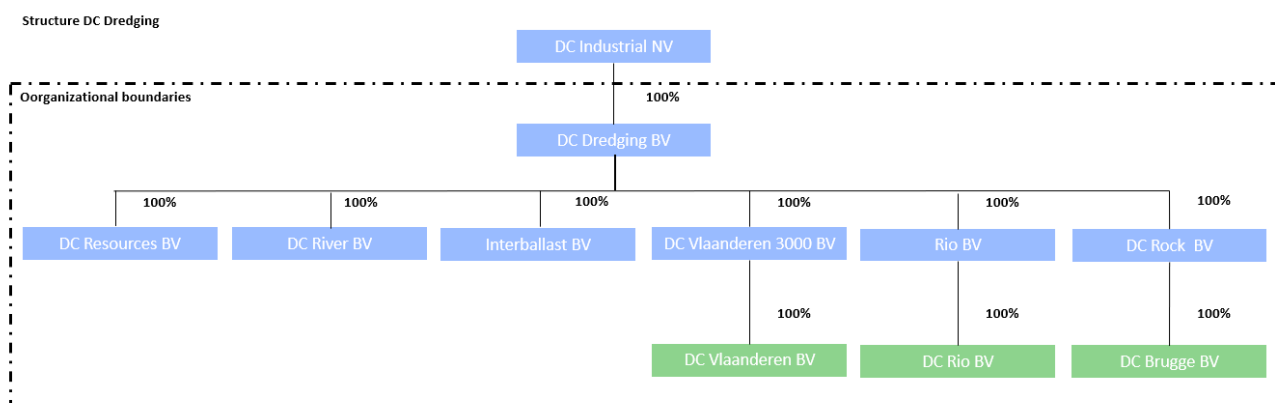 Structure DC Dredging
DC Industrial NV
Oorganizational boundaries
100%
DC Dredging BV
100%
100%
100%
100%
100%
100%
DC Resources BV
DC River BV
Interballast BV
DC Vlaanderen 3000 BV
Rio BV
DC Rock BV
100%
100%
100%
DC Vlaanderen BV
DC Rio BV
DC Brugge BV